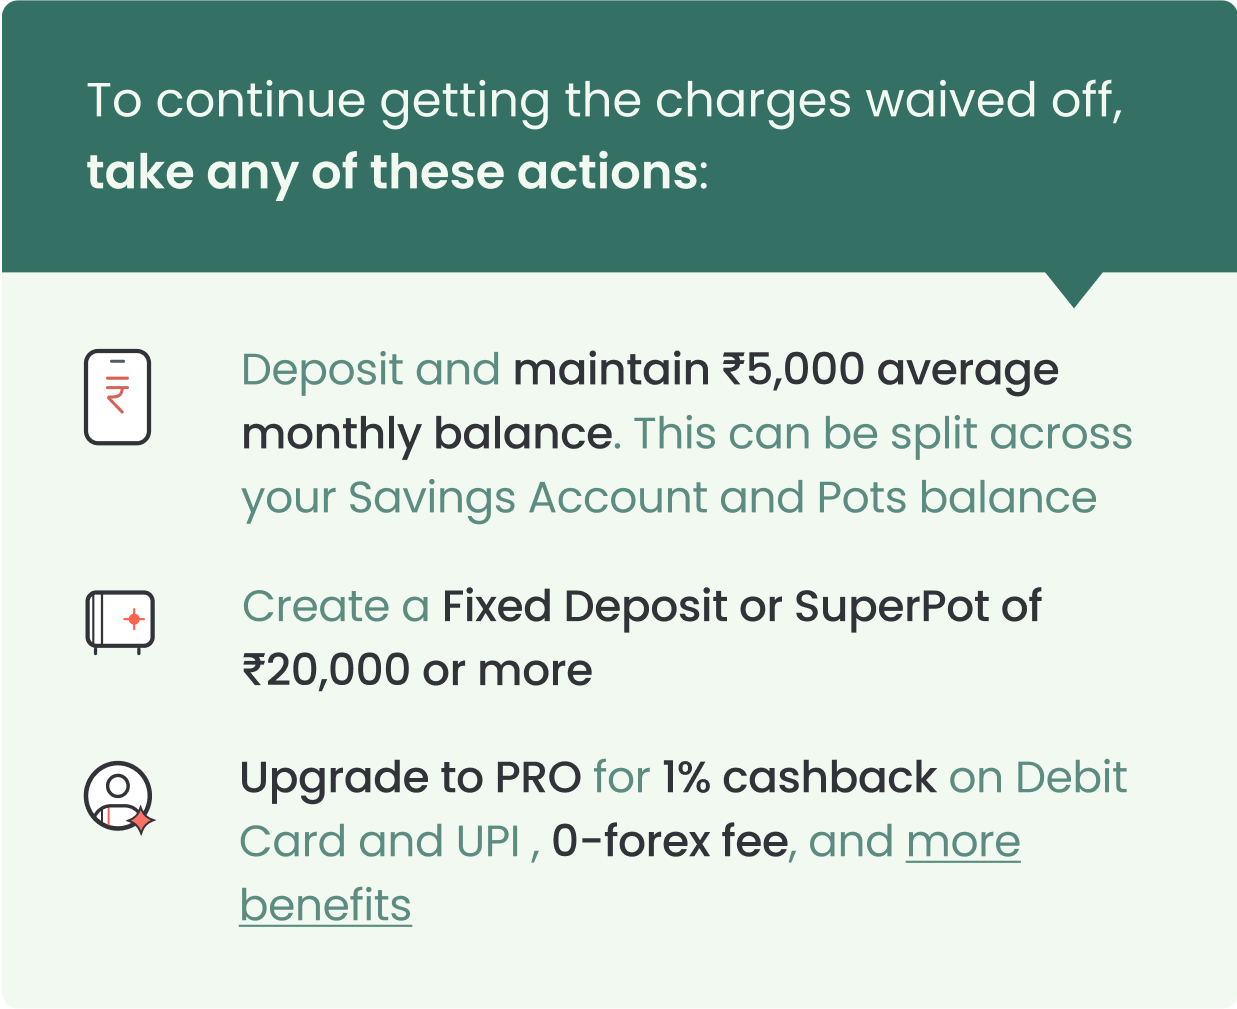 To continue getting the charges waived off,
take any of these actions:
Deposit and maintain ₹5,000 average
monthly balance. This can be split across
your Savings Account and Pots balance
Create a Fixed Deposit or SuperPot of
₹20,000 or more
Upgrade to PRO for 1% cashback on Debit
Card and UPI , 0-forex fee, and more
benefits